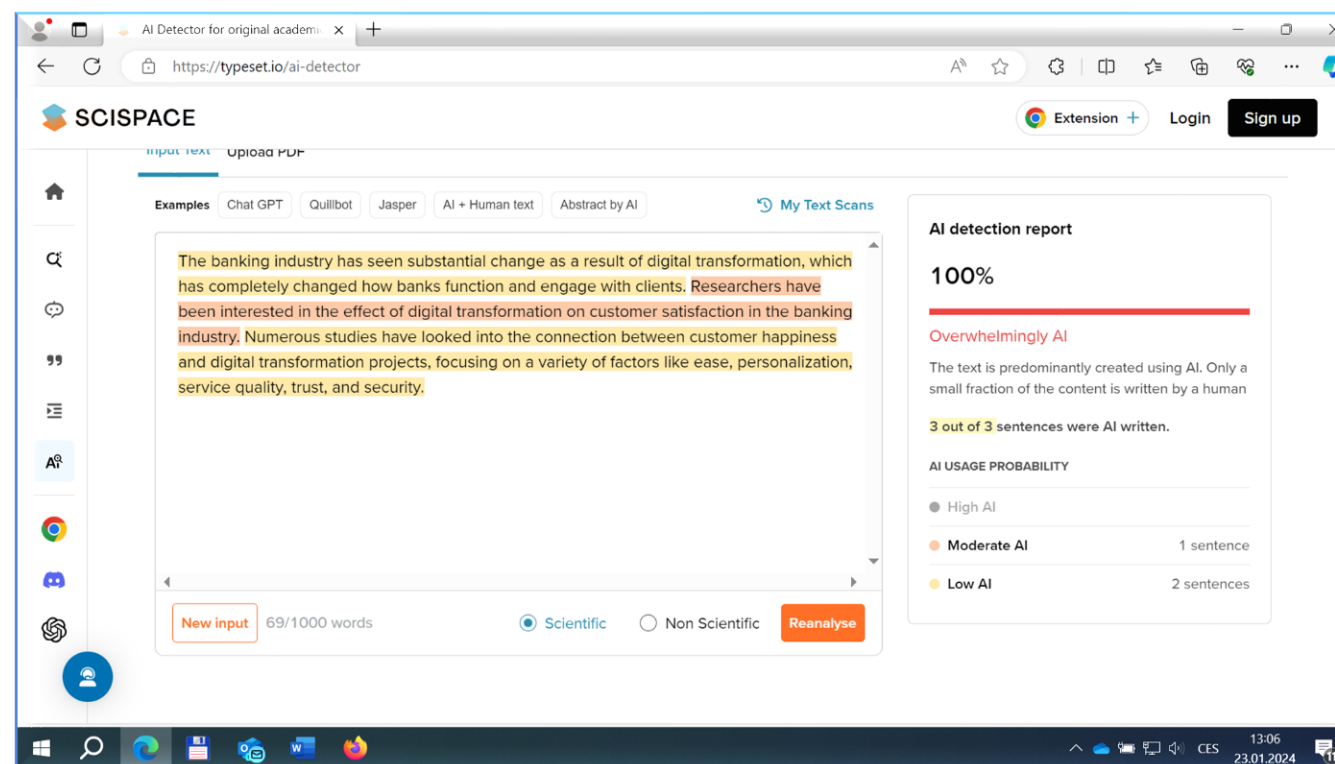 AI Detector for original academi
https://typeset.io/ai-detector
SCISPACE
Extension +
Login
Sign up
Input Text
Upload PDF
Examples
Chat GPT
Quillbot
Jasper
AI + Human text
Abstract by AI
My Text Scans
The banking industry has seen substantial change as a result of digital transformation, which
has completely changed how banks function and engage with clients. Researchers have
been interested in the effect of digital transformation on customer satisfaction in the banking
industry. Numerous studies have looked into the connection between customer happiness
and digital transformation projects, focusing on a variety of factors like ease, personalization,
service quality, trust, and security.
New input
69/1000 words
Scientific
Non Scientific
Reanalyse
AI detection report
100%
Overwhelmingly AI
The text is predominantly created using AI. Only a
small fraction of the content is written by a human
3 out of 3 sentences were AI written.
AI USAGE PROBABILITY
High AI
Moderate AI
1 sentence
Low AI
2 sentences
CES
13:06
23.01.2024